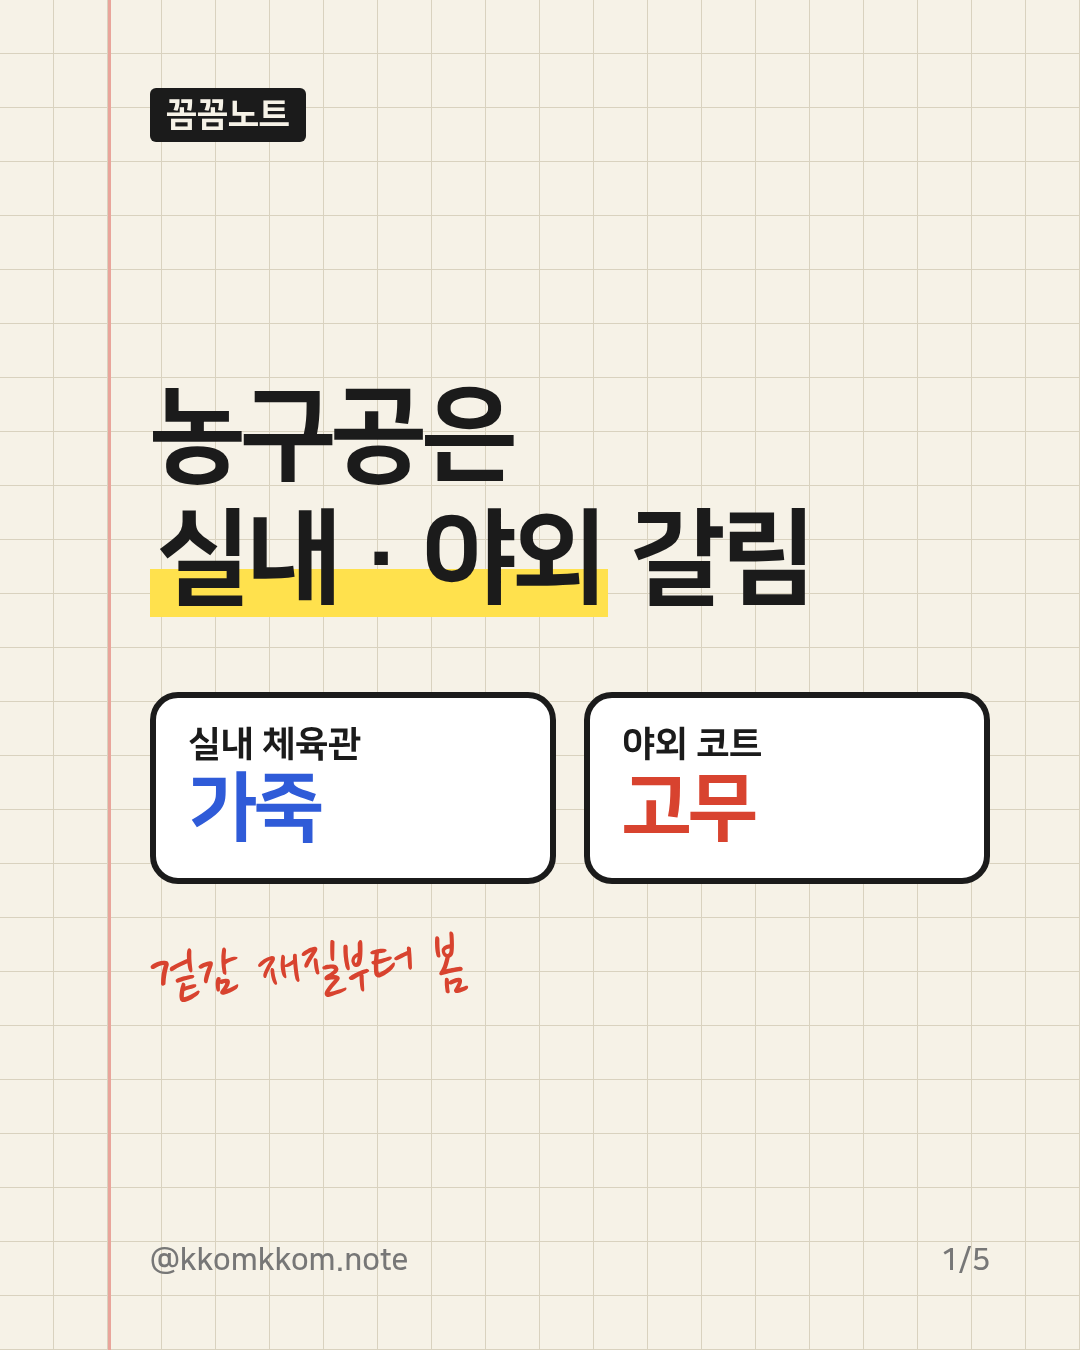 꼼꼼노트
농구공은
실내 · 야외 갈림
실내 체육관
가죽
야외 코트
고무
겉감 재질부터 봄
@kkomkkom.note
1/5